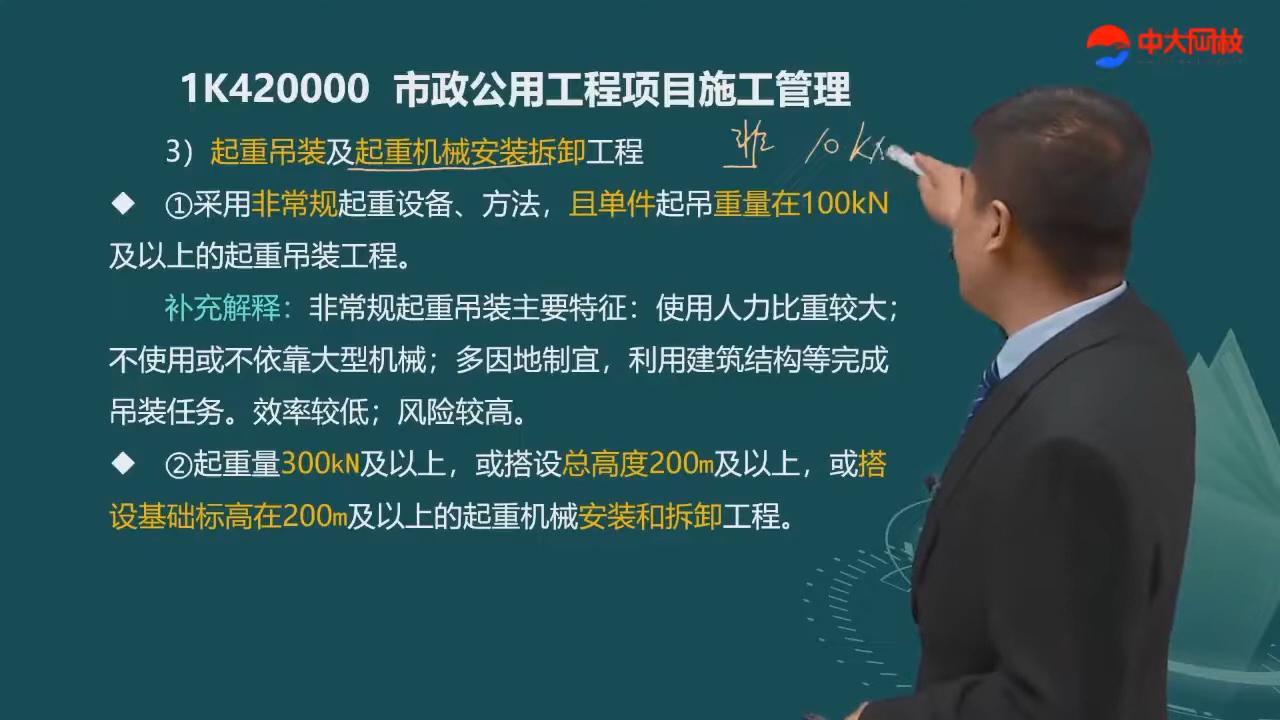 中大网校
1K420000 市政公用工程项目施工管理
3）起重吊装及起重机械安装拆卸工程
非 10kN
◆ ①采用非常规起重设备、方法，且单件起吊重量在100kN
及以上的起重吊装工程。
补充解释：非常规起重吊装主要特征：使用人力比重较大；
不使用或不依靠大型机械；多因地制宜，利用建筑结构等完成
吊装任务。效率较低；风险较高。
◆ ②起重量300kN及以上，或搭设总高度200m及以上，或搭
设基础标高在200m及以上的起重机械安装和拆卸工程。